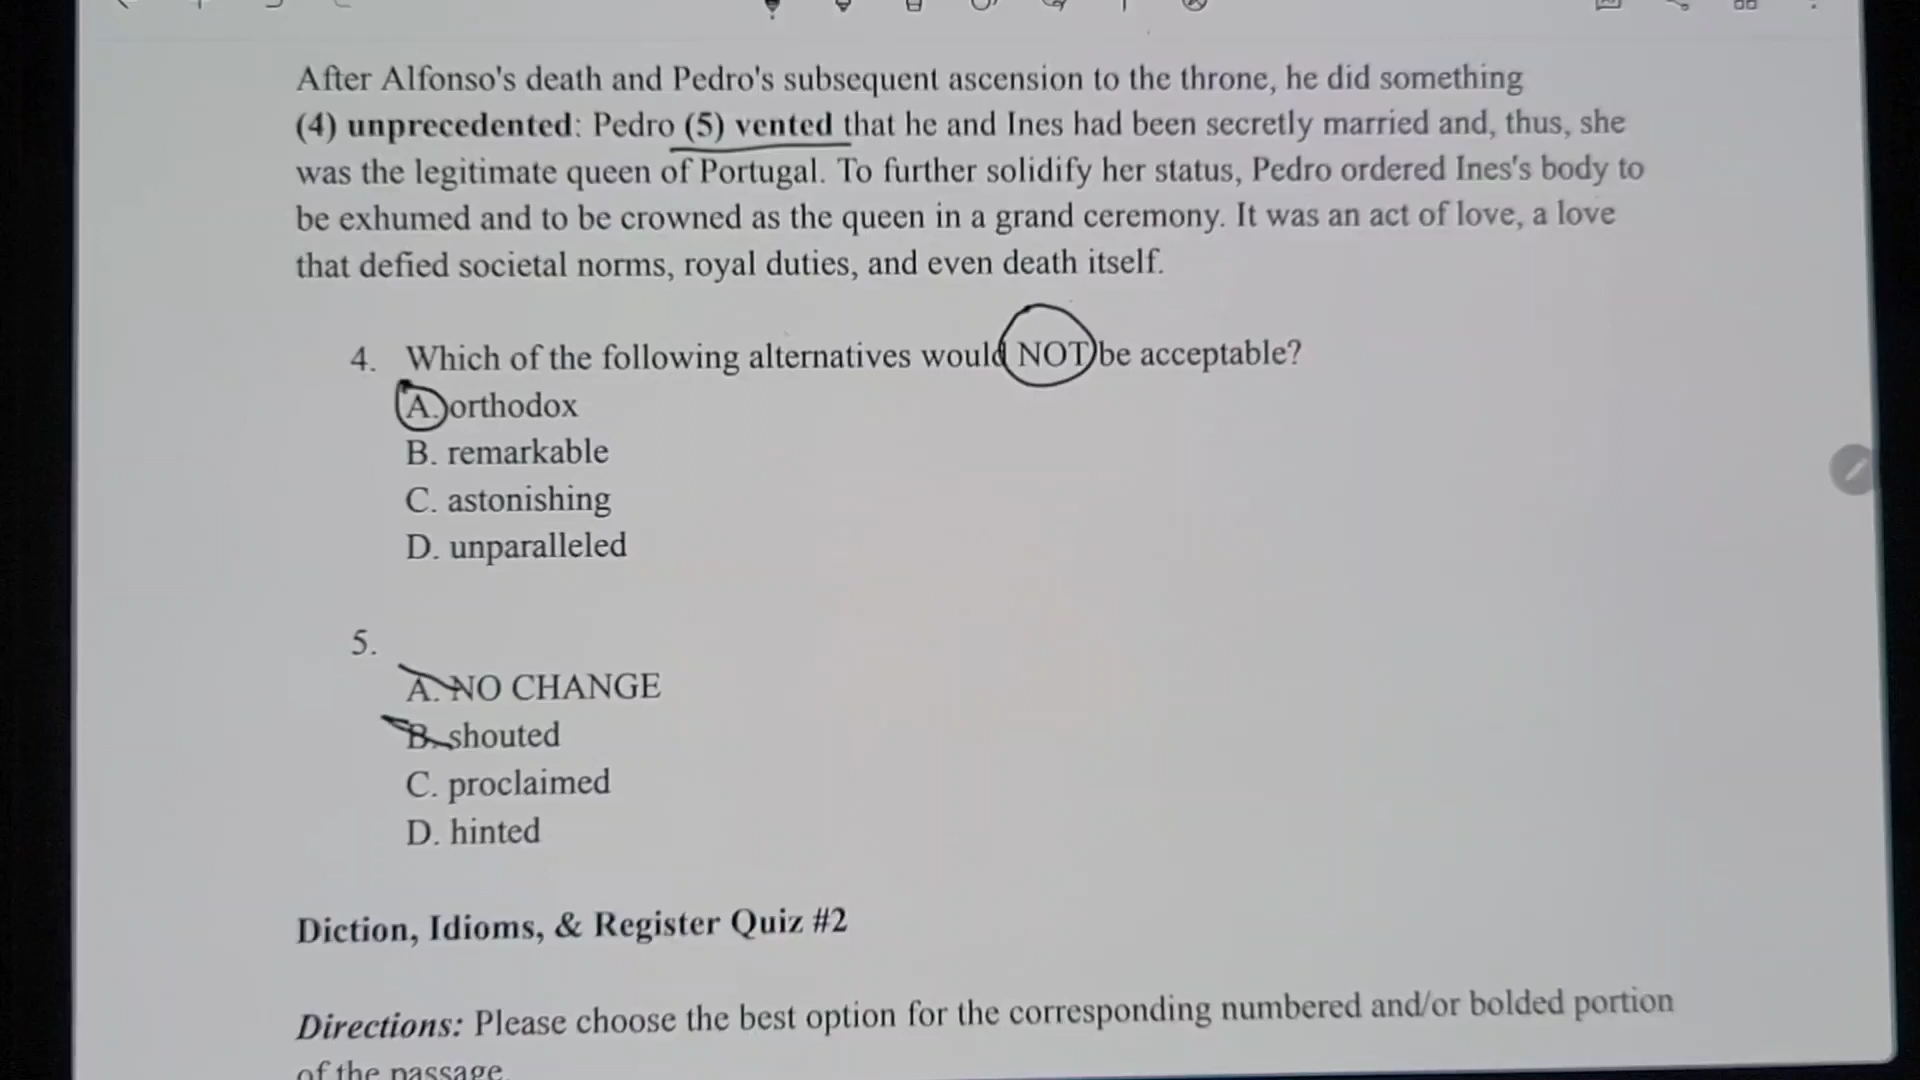 After Alfonso's death and Pedro's subsequent ascension to the throne, he did something
(4) unprecedented: Pedro (5) vented that he and Ines had been secretly married and, thus, she
was the legitimate queen of Portugal. To further solidify her status, Pedro ordered Ines's body to
be exhumed and to be crowned as the queen in a grand ceremony. It was an act of love, a love
that defied societal norms, royal duties, and even death itself.
4. Which of the following alternatives would NOT be acceptable?
A. orthodox
B. remarkable
C. astonishing
D. unparalleled
5.
A. NO CHANGE
B. shouted
C. proclaimed
D. hinted
Diction, Idioms, & Register Quiz #2
Directions: Please choose the best option for the corresponding numbered and/or bolded portion
of the passage.